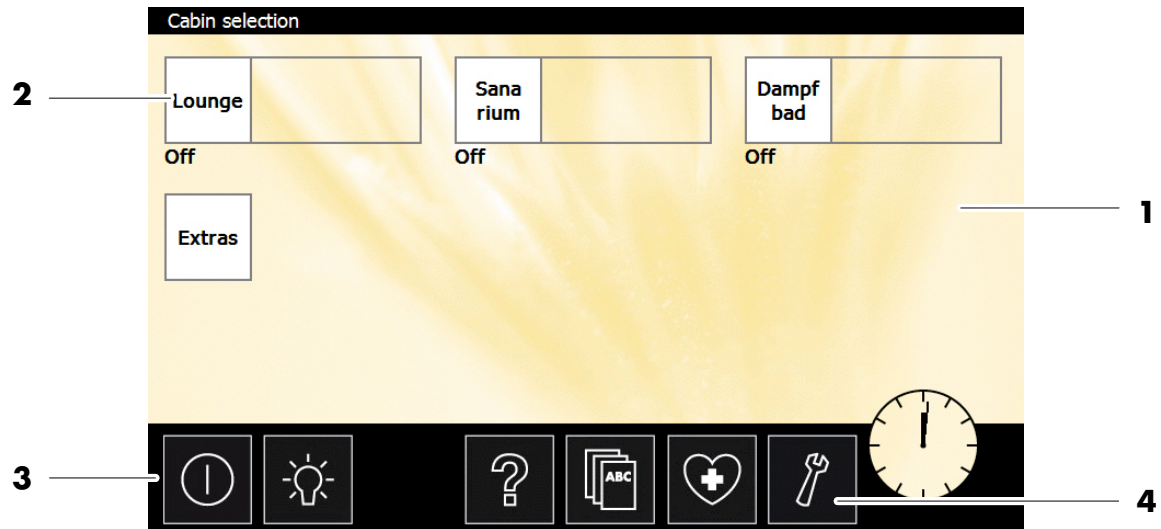 Cabin selection
2
Lounge
Sana
rium
Dampf
bad
Off
Off
Off
1
Extras
3
ABC
4